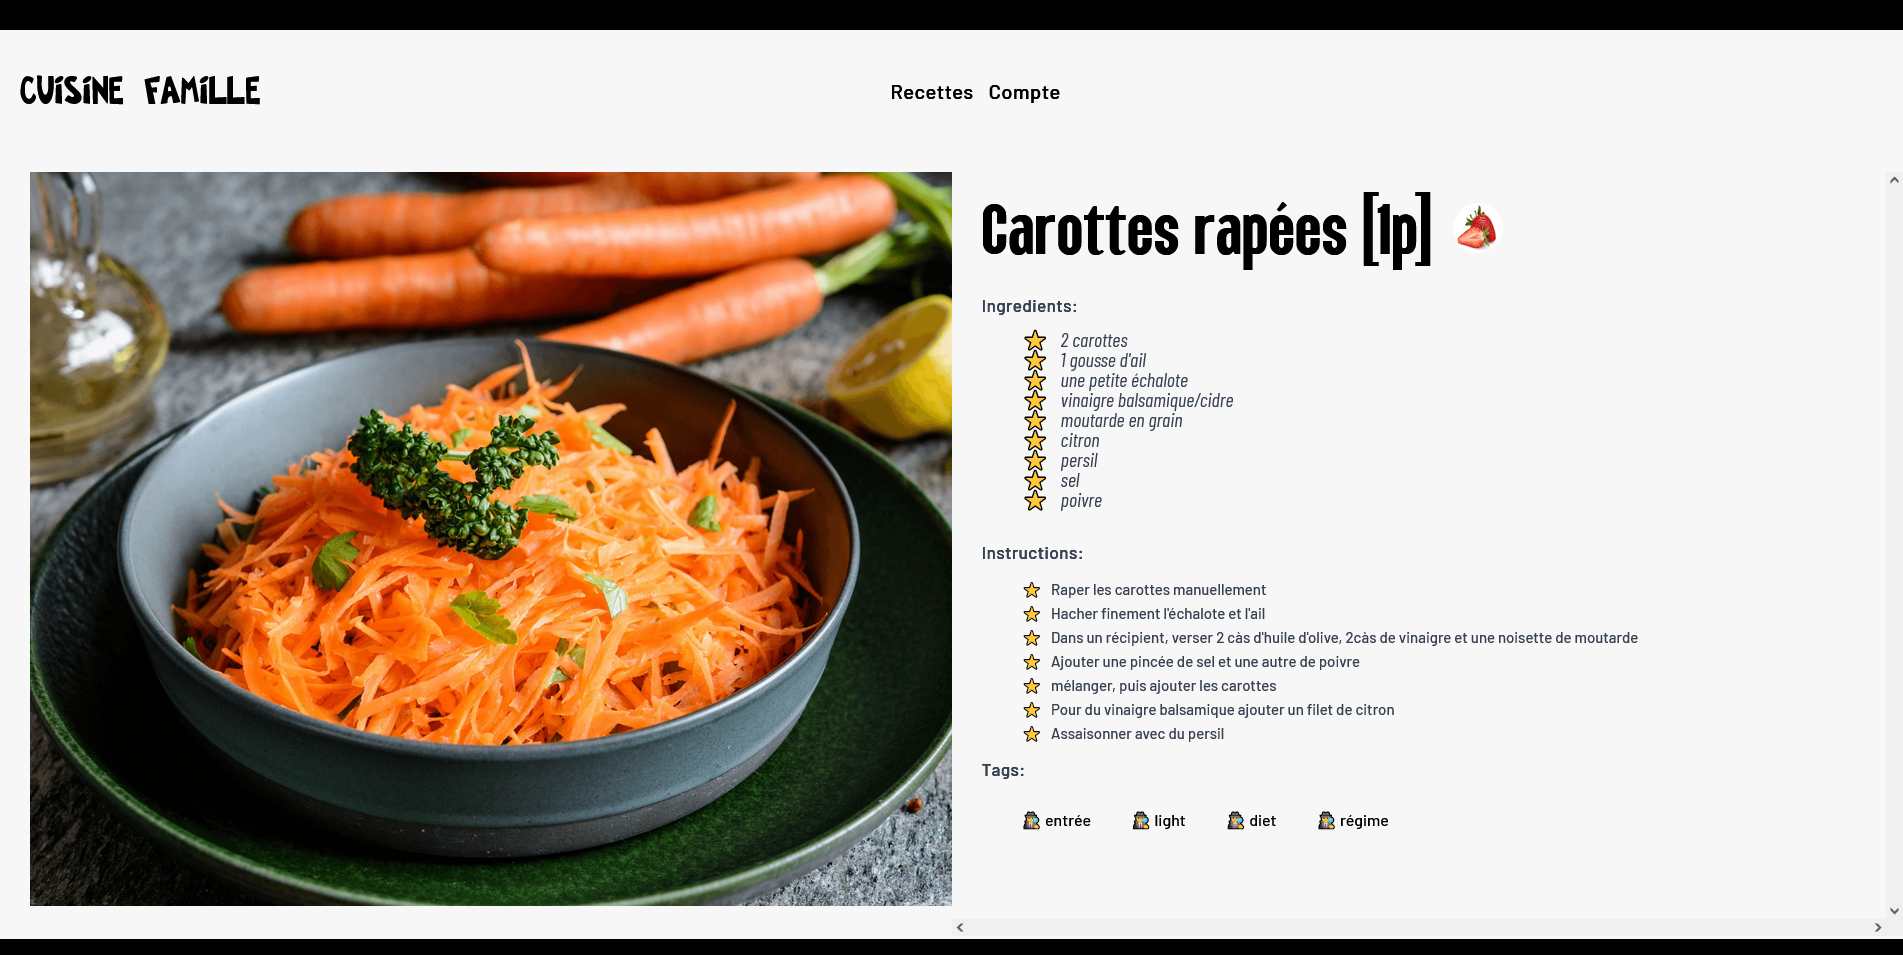 CUISINE FAMILLE
Recettes Compte
Carottes rapées [1p]
Ingredients:
2 carottes
1 gousse d'ail
une petite échalote
vinaigre balsamique/cidre
moutarde en grain
citron
persil
sel
poivre
Instructions:
Raper les carottes manuellement
Hacher finement l'échalote et l'ail
Dans un récipient, verser 2 càs d'huile d'olive, 2càs de vinaigre et une noisette de moutarde
Ajouter une pincée de sel et une autre de poivre
mélanger, puis ajouter les carottes
Pour du vinaigre balsamique ajouter un filet de citron
Assaisonner avec du persil
Tags:
entrée light diet régime